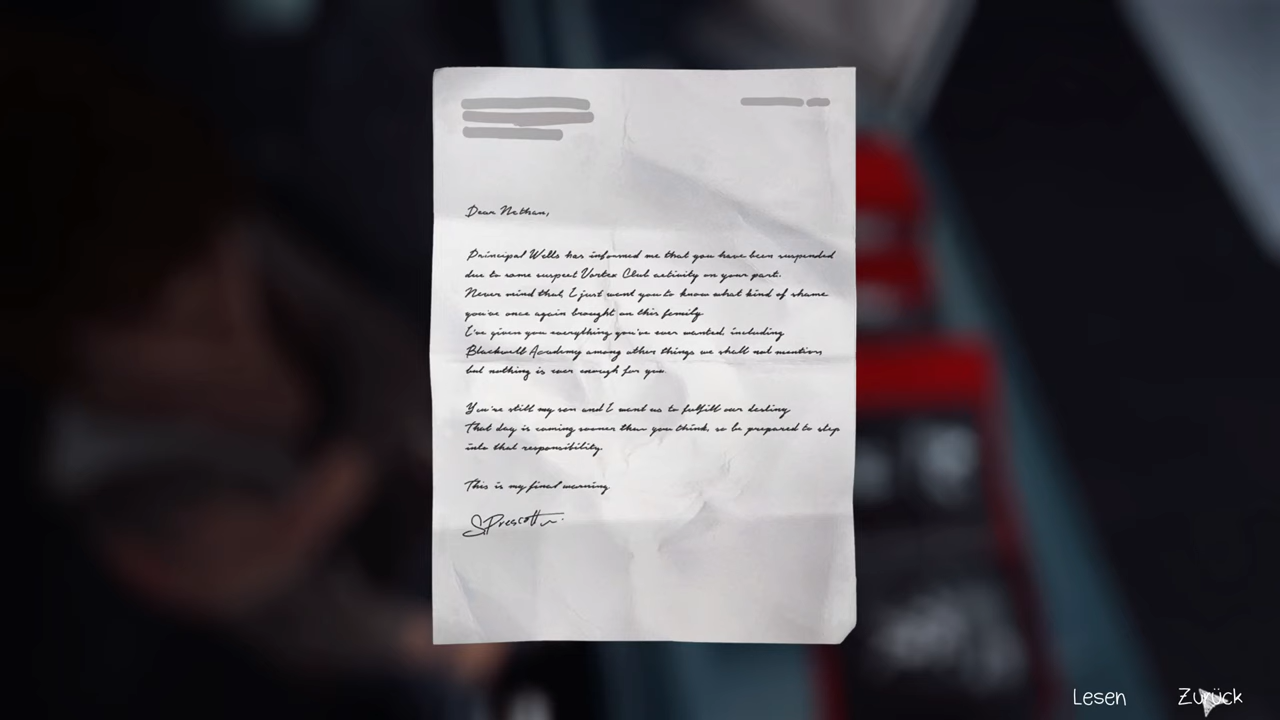 Dear Nathan,
Principal Wells has informed me that you have been suspended
due to some suspect Vortex Club activity on your part.
Never mind that, I just want you to know what kind of shame
you've once again brought on this family
I've given you everything you've ever wanted, including
Blackwell Academy among other things we shall not mention,
but nothing is ever enough for you
You're still my son and I want us to fulfill our destiny
That day is coming sooner than you think, so be prepared to step
into that responsibility.
This is my final warning
S Prescott
Lesen
Zurück